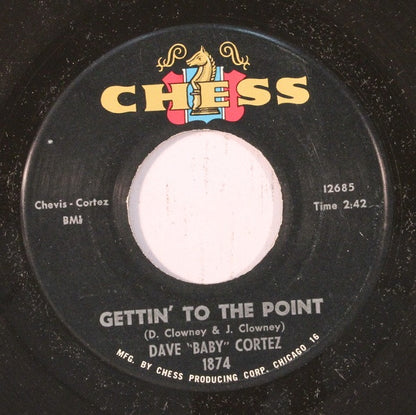 CHESS
Chevis - Cortez
BMI
12685
Time 2:42
GETTIN' TO THE POINT
(D. Clowney & J. Clowney)
DAVE "BABY" CORTEZ
1874
MFG. BY CHESS PRODUCING CORP. CHICAGO 16